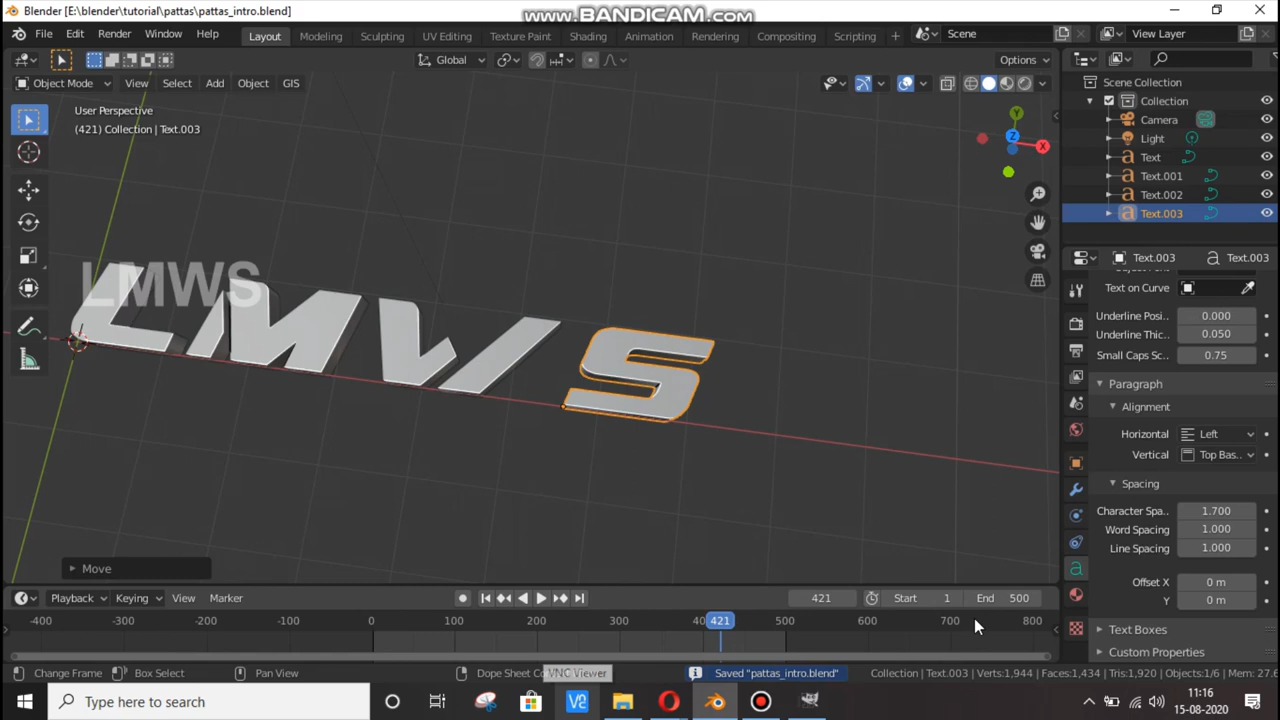 Blender [E:\blender\tutorial\pattas\pattas_intro.blend]
www.BANDICAM.com
File Edit Render Window Help
Layout Modeling Sculpting UV Editing Texture Paint Shading Animation Rendering Compositing Scripting +
Scene
View Layer
Global
Options
Object Mode View Select Add Object GIS
User Perspective
(421) Collection | Text.003
Y
Z
X
LMWS
LMWS
Move
Scene Collection
Collection
Camera
Light
Text
Text.001
Text.002
Text.003
Text.003 Text.003
Text on Curve
Underline Posi.. 0.000
Underline Thic.. 0.050
Small Caps Sc.. 0.75
Paragraph
Alignment
Horizontal Left
Vertical Top Bas..
Spacing
Character Spa.. 1.700
Word Spacing 1.000
Line Spacing 1.000
Offset X 0 m
Y 0 m
Text Boxes
Custom Properties
Playback Keying View Marker
421
Start 1
End 500
-400 -300 -200 -100 0 100 200 300 40 421 500 600 700 800
Change Frame Box Select Pan View Dope Sheet Co
VNC Viewer
Saved "pattas_intro.blend"
Collection | Text.003 | Verts:1,944 | Faces:1,434 | Tris:1,920 | Objects:1/6 | Mem: 27.6
Type here to search
11:16
15-08-2020